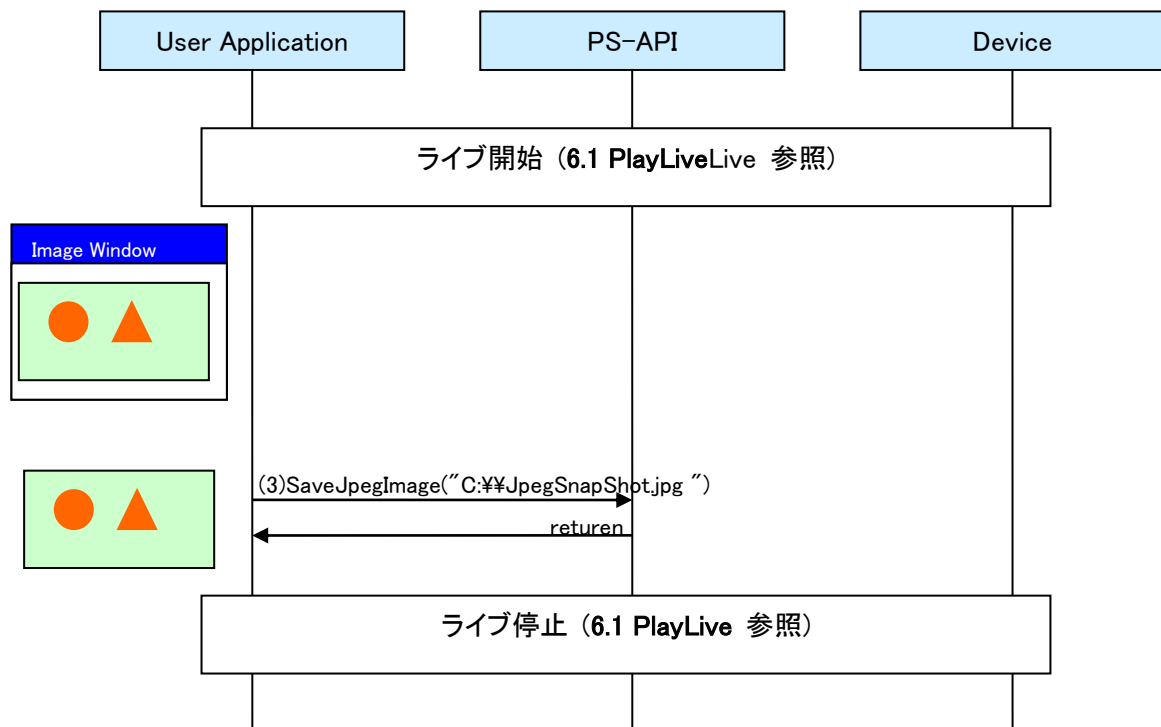 User Application
PS-API
Device
ライブ開始 (6.1 PlayLiveLive 参照)
Image Window
(3)SaveJpegImage("C:¥¥JpegSnapShot.jpg ")
returen
ライブ停止 (6.1 PlayLive 参照)